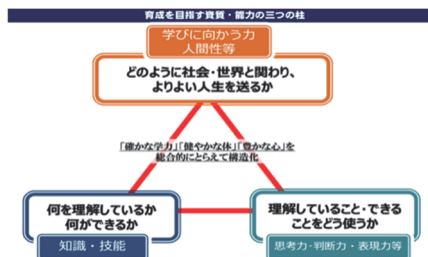 育成を目指す資質・能力の三つの柱
学びに向かう力
人間性等
どのように社会・世界と関わり、
よりよい人生を送るか
「確かな学力」「健やかな体」「豊かな心」を
総合的にとらえて構造化
何を理解しているか
何ができるか
知識・技能
理解していること・できる
ことをどう使うか
思考力・判断力・表現力等